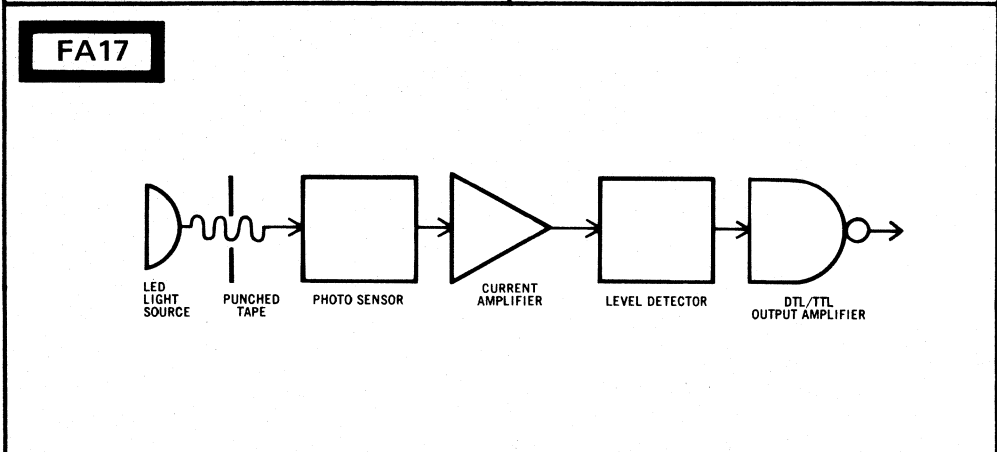 FA17
LED
LIGHT
SOURCE
PUNCHED
TAPE
PHOTO SENSOR
CURRENT
AMPLIFIER
LEVEL DETECTOR
DTL/TTL
OUTPUT AMPLIFIER